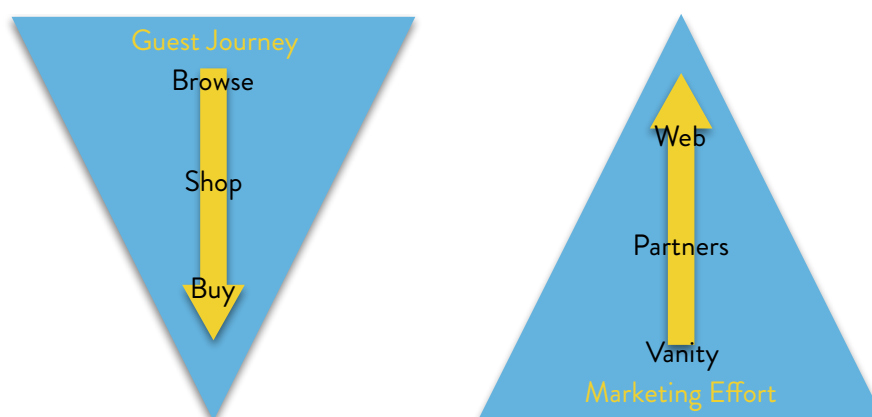 Guest Journey
Browse
Shop
Buy
Web
Partners
Vanity
Marketing Effort